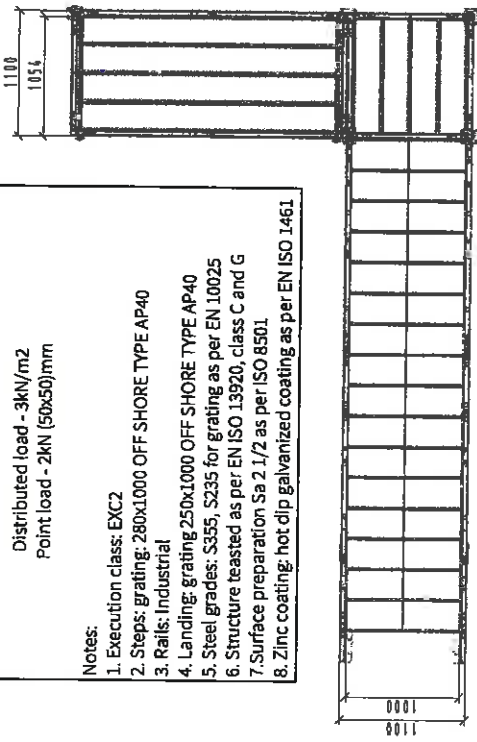 Distributed load - 3kN/m2
Point load - 2kN (50x50)mm
Notes:
1. Execution class: EXC2
2. Steps: grating: 280x1000 OFF SHORE TYPE AP40
3. Rails: Industrial
4. Landing: grating 250x1000 OFF SHORE TYPE AP40
5. Steel grades: S355, S235 for grating as per EN 10025
6. Structure teasted as per EN ISO 13920, class C and G
7.Surface preparation Sa 2 1/2 as per ISO 8501
8. Zinc coating: hot dip galvanized coating as per EN ISO 1461
1100
1054
1000
1108